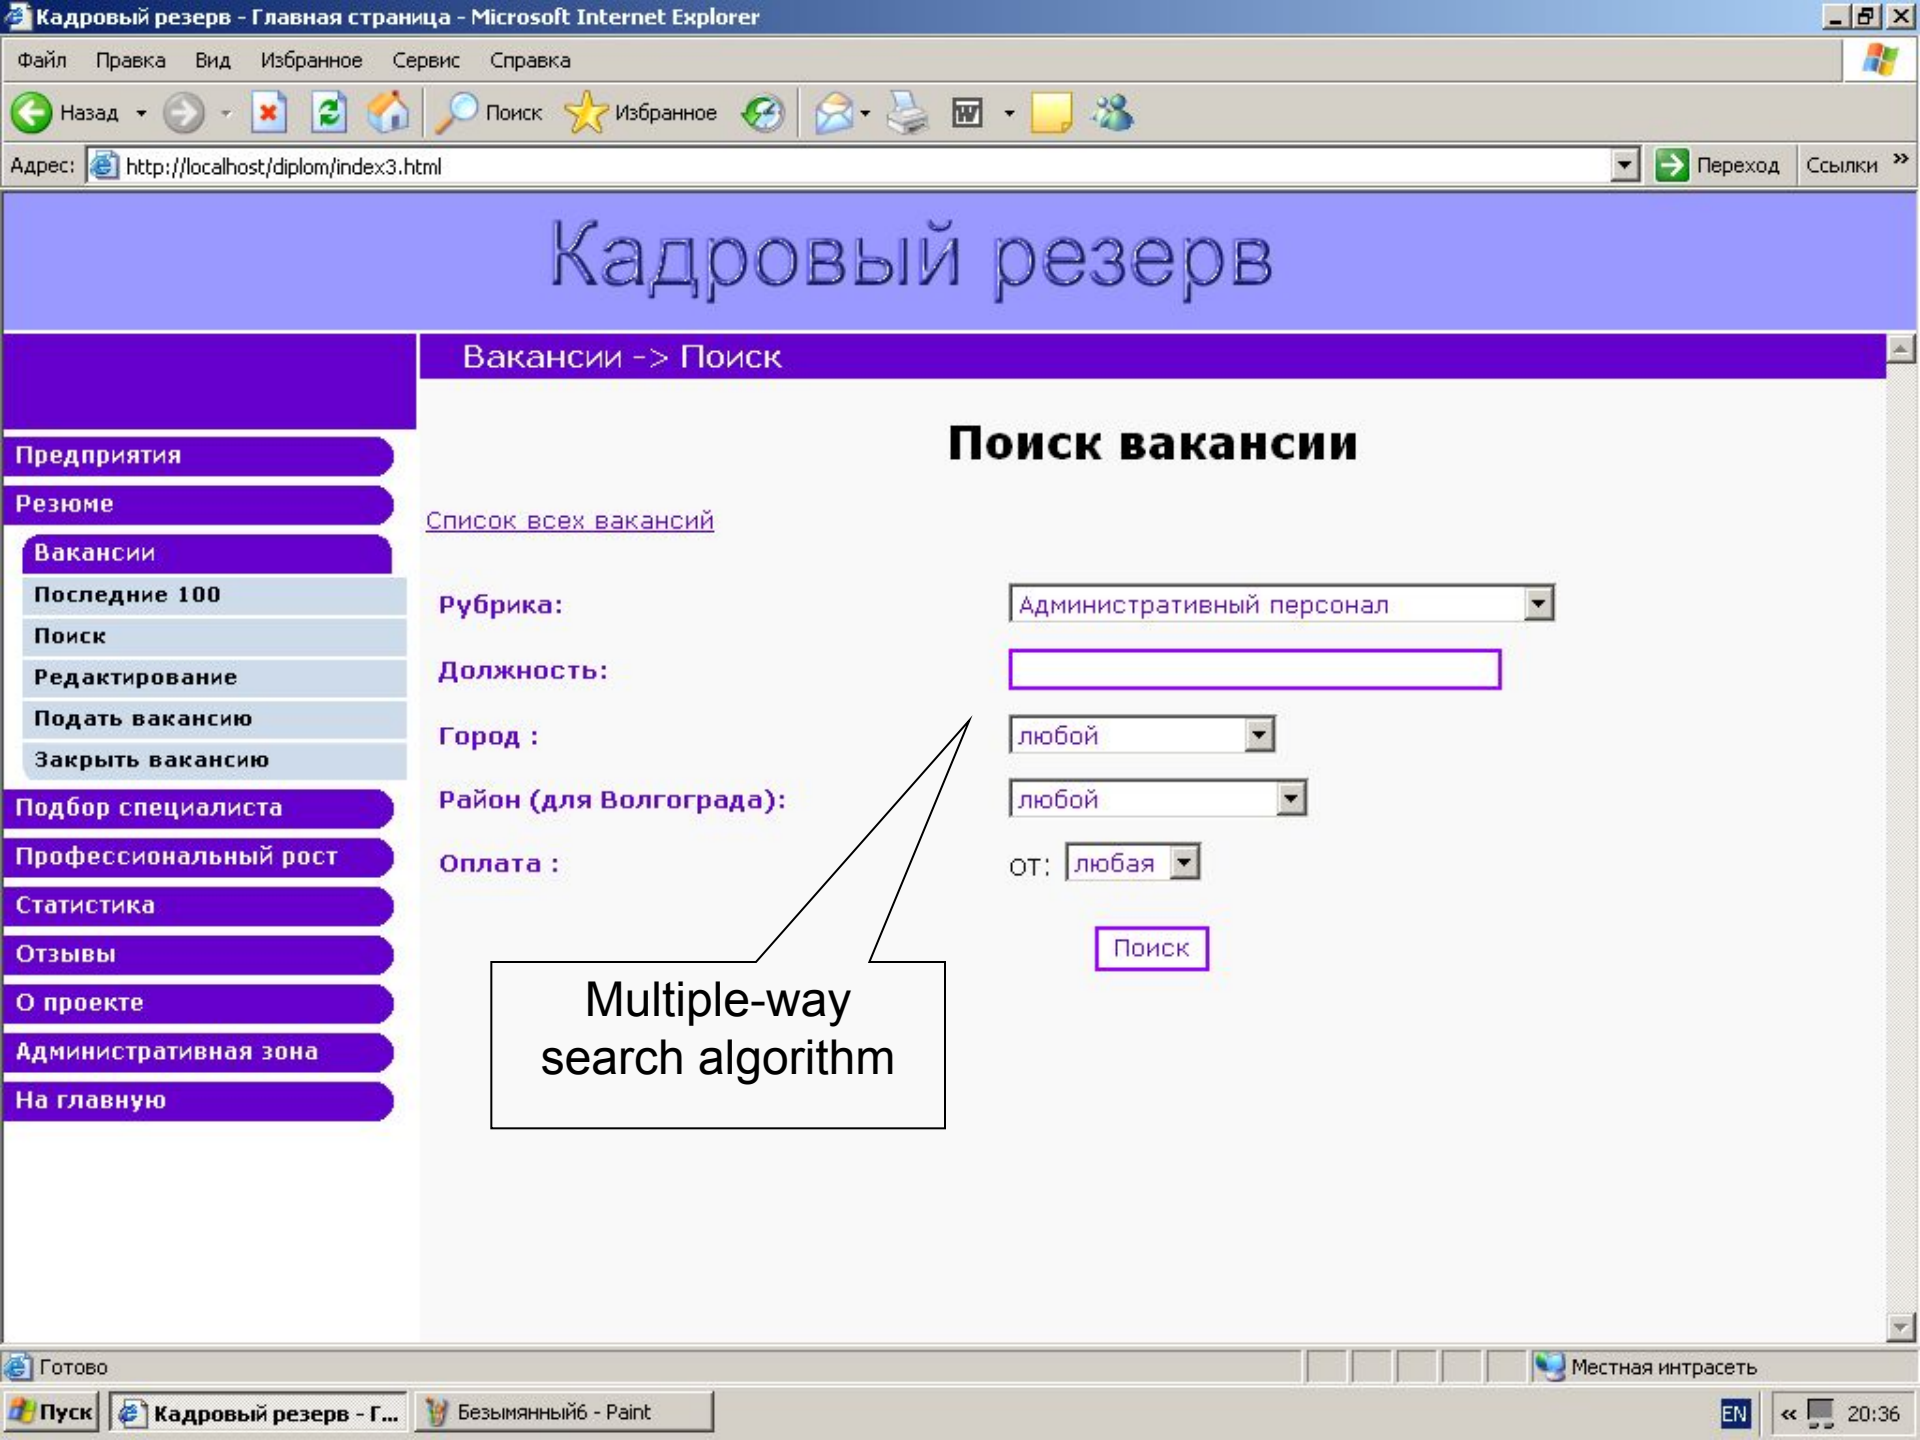 Кадровый резерв - Главная страница - Microsoft Internet Explorer
Файл Правка Вид Избранное Сервис Справка
Назад Поиск Избранное
Адрес: http://localhost/diplom/index3.html Переход Ссылки »
Кадровый резерв
Вакансии -> Поиск
Предприятия
Резюме
Вакансии
Последние 100
Поиск
Редактирование
Подать вакансию
Закрыть вакансию
Подбор специалиста
Профессиональный рост
Статистика
Отзывы
О проекте
Административная зона
На главную
Поиск вакансии
Список всех вакансий
Рубрика: Административный персонал
Должность:
Город : любой
Район (для Волгограда): любой
Оплата : от: любая
Поиск
Multiple-way
search algorithm
Готово Местная интрасеть
Пуск Кадровый резерв - Г... Безымянный6 - Paint EN « 20:36